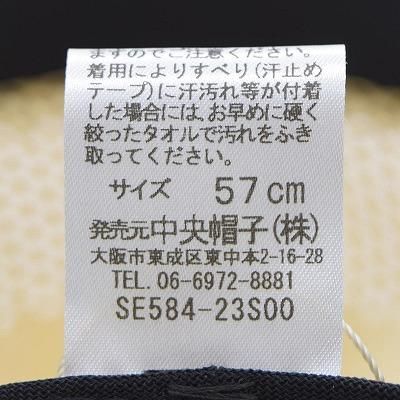 ますのでご注意ください。
着用によりすべり(汗止め
テープ)に汗汚れ等が付着
した場合には、お早めに硬く
絞ったタオルで汚れをふき
取ってください。
サイズ 57cm
発売元 中央帽子(株)
大阪市東成区東中本2-16-28
TEL. 06-6972-8881
SE584-23S00